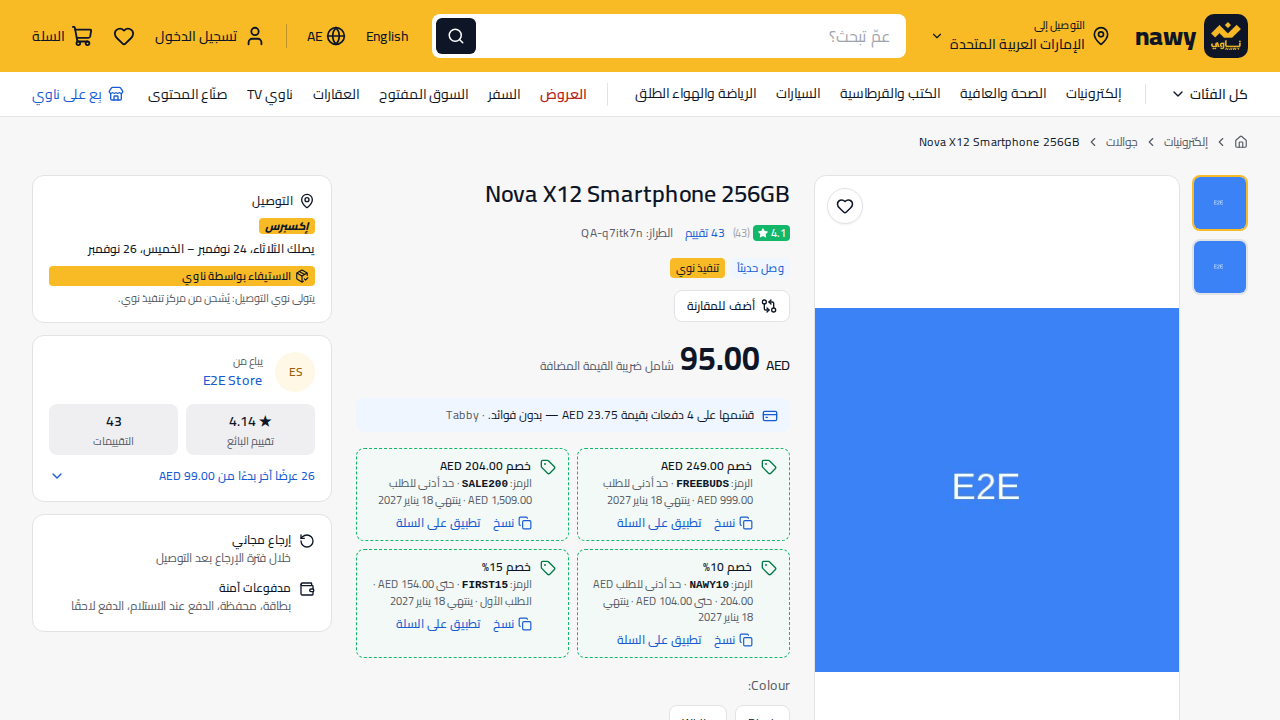 nawy
نـــاوي
NAWY
التوصيل إلى
الإمارات العربية المتحدة
عمّ تبحث؟
English
AE
تسجيل الدخول
السلة
كل الفئات
إلكترونيات
الصحة والعافية
الكتب والقرطاسية
السيارات
الرياضة والهواء الطلق
العروض
السفر
السوق المفتوح
العقارات
ناوي TV
صنّاع المحتوى
بع على ناوي
إلكترونيات
جوالات
Nova X12 Smartphone 256GB
E2E
E2E
E2E
Nova X12 Smartphone 256GB
4.1 ★ (43) 43 تقييم الطراز: QA-q7itk7n
وصل حديثاً
تنفيذ نوي
أضف للمقارنة
AED 95.00 شامل ضريبة القيمة المضافة
قسّمها على 4 دفعات بقيمة AED 23.75 — بدون فوائد. · Tabby
خصم AED 249.00
الرمز: FREEBUDS · حد أدنى للطلب
AED 999.00 · ينتهي 18 يناير 2027
نسخ تطبيق على السلة
خصم AED 204.00
الرمز: SALE200 · حد أدنى للطلب
AED 1,509.00 · ينتهي 18 يناير 2027
نسخ تطبيق على السلة
خصم 10%
الرمز: NAWY10 · حد أدنى للطلب AED
204.00 · حتى AED 104.00 · ينتهي
18 يناير 2027
نسخ تطبيق على السلة
خصم 15%
الرمز: FIRST15 · حتى AED 154.00 ·
الطلب الأول · ينتهي 18 يناير 2027
نسخ تطبيق على السلة
Colour:
التوصيل
إكسبرس
يصلك الثلاثاء، 24 نوفمبر – الخميس، 26 نوفمبر
الاستيفاء بواسطة ناوي
يتولى نوي التوصيل: يُشحن من مركز تنفيذ نوي.
ES
يباع من
E2E Store
★ 4.14
تقييم البائع
43
التقييمات
26 عرضًا آخر بدءًا من AED 99.00
إرجاع مجاني
خلال فترة الإرجاع بعد التوصيل
مدفوعات آمنة
بطاقة، محفظة، الدفع عند الاستلام، الدفع لاحقًا